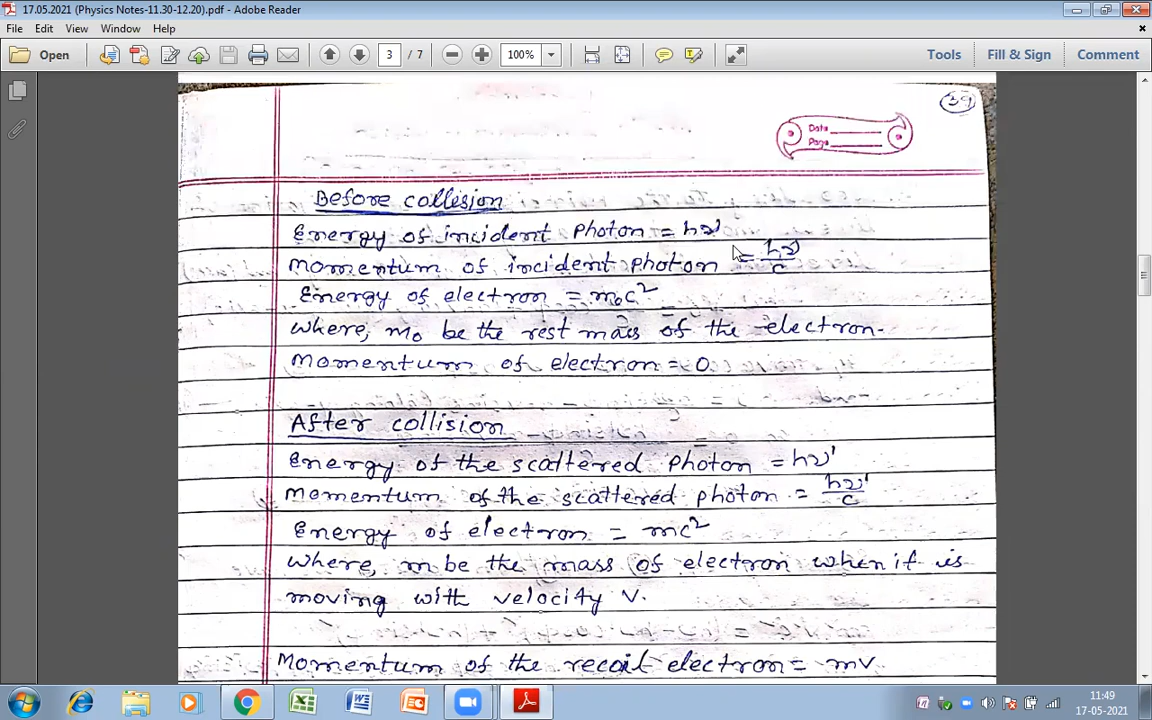 17.05.2021 (Physics Notes-11.30-12.20).pdf - Adobe Reader
File Edit View Window Help
Open 3 / 7 100% Tools Fill & Sign Comment
39
Date
Page
Before collision
Energy of incident Photon = hν
Momentum of incident photon = hν/c
Energy of electron = m₀c²
where, m₀ be the rest mass of the electron.
Momentum of electron = 0.
After collision
Energy of the scattered Photon = hν'
Momentum of the scattered photon = hν'/c
Energy of electron = mc²
where, m be the mass of electron when it is
moving with velocity v.
Momentum of the recoil electron = mv
11:49
17-05-2021